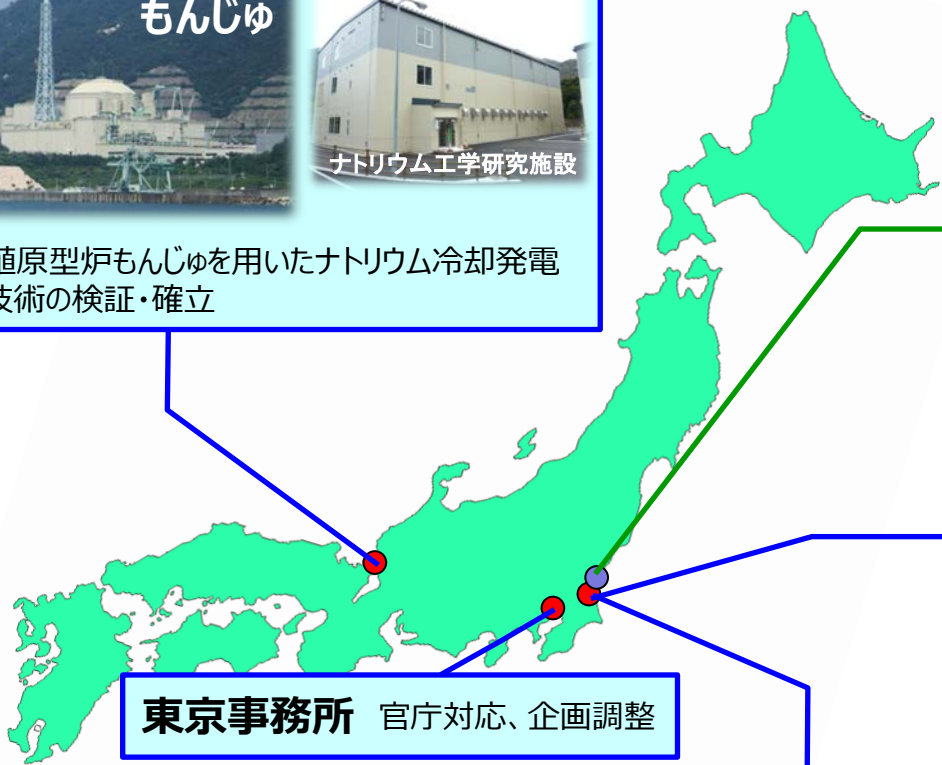 もんじゅ
ナトリウム工学研究施設
殖原型炉もんじゅを用いたナトリウム冷却発電
技術の検証・確立
東京事務所 官庁対応、企画調整